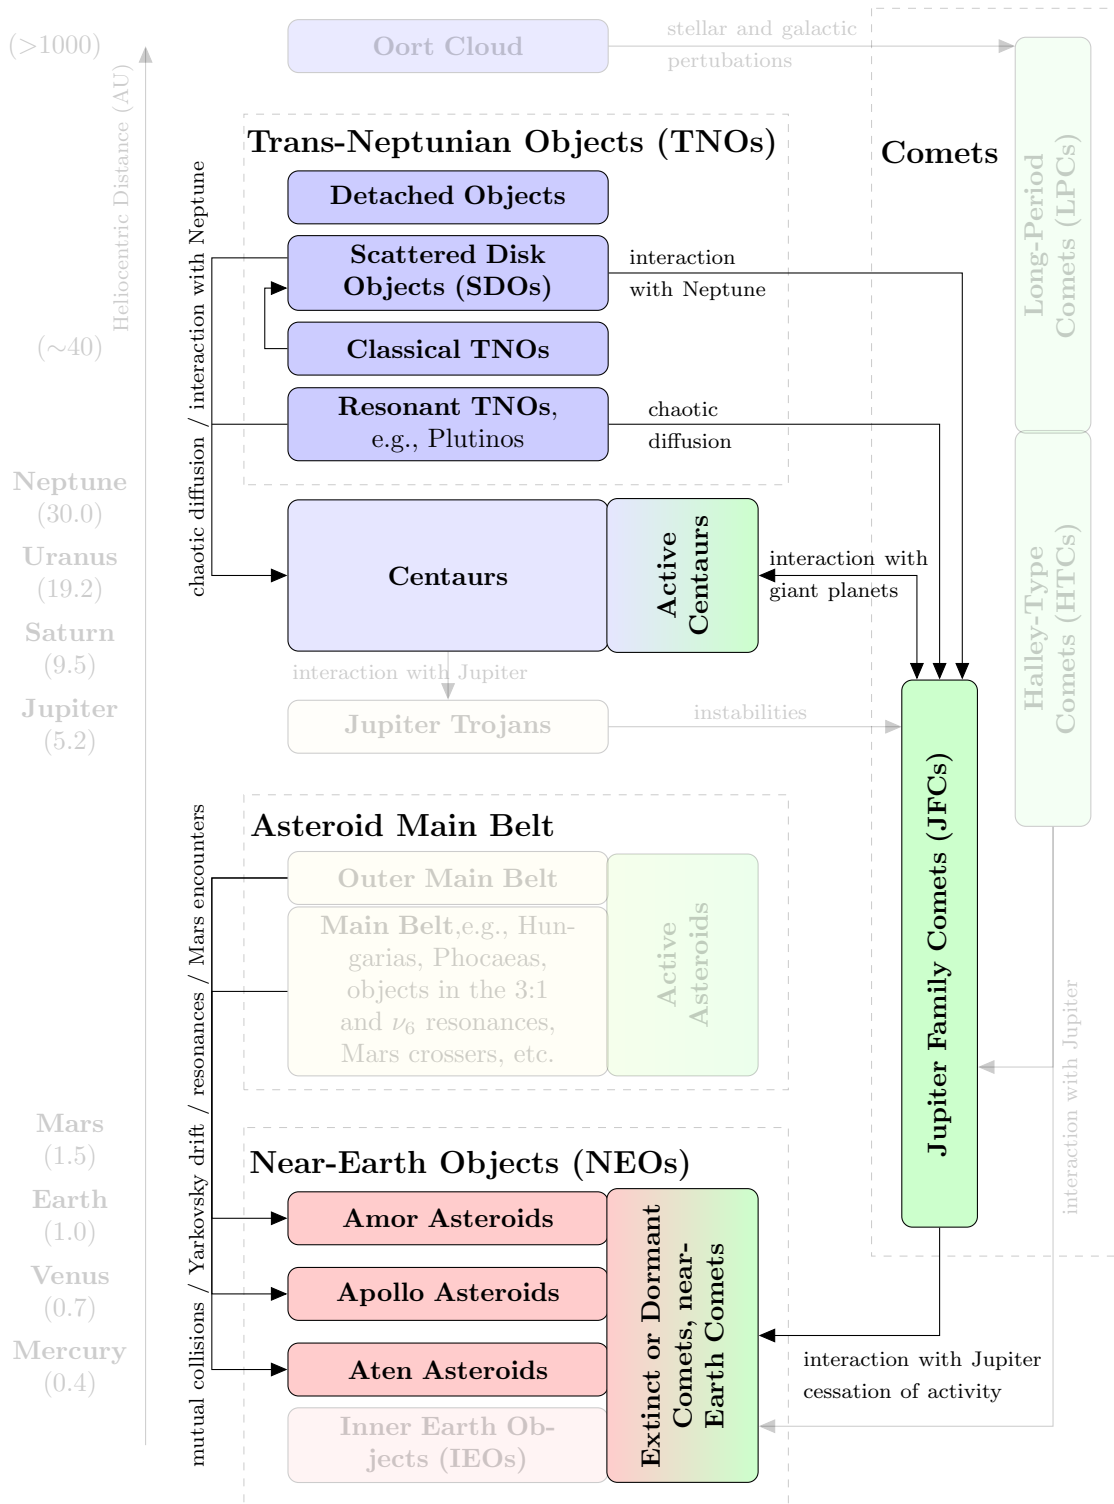 (>1000)
Heliocentric Distance (AU)
(~40)
Neptune
(30.0)
Uranus
(19.2)
Saturn
(9.5)
Jupiter
(5.2)
Mars
(1.5)
Earth
(1.0)
Venus
(0.7)
Mercury
(0.4)
Oort Cloud
stellar and galactic
pertubations
Trans-Neptunian Objects (TNOs)
Detached Objects
Scattered Disk
Objects (SDOs)
Classical TNOs
Resonant TNOs,
e.g., Plutinos
interaction
with Neptune
chaotic
diffusion
chaotic diffusion / interaction with Neptune
Centaurs
Active
Centaurs
interaction with
giant planets
interaction with Jupiter
Jupiter Trojans
instabilities
Asteroid Main Belt
Outer Main Belt
Main Belt,e.g., Hun-
garias, Phocaeas,
objects in the 3:1
and ν6 resonances,
Mars crossers, etc.
Active
Asteroids
mutual collisions / Yarkovsky drift / resonances / Mars encounters
Near-Earth Objects (NEOs)
Amor Asteroids
Apollo Asteroids
Aten Asteroids
Inner Earth Ob-
jects (IEOs)
Extinct or Dormant
Comets, near-
Earth Comets
Comets
Long-Period
Comets (LPCs)
Halley-Type
Comets (HTCs)
Jupiter Family Comets (JFCs)
interaction with Jupiter
interaction with Jupiter
cessation of activity